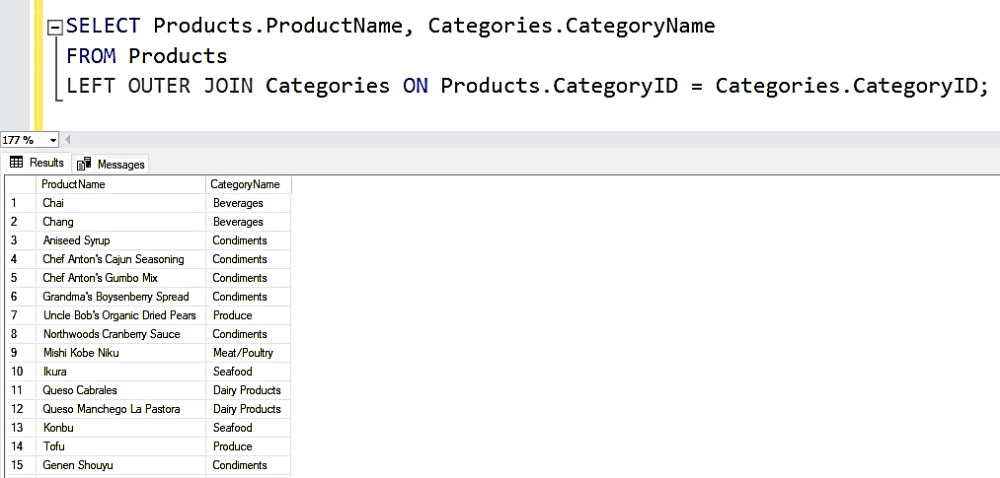 SELECT Products.ProductName, Categories.CategoryName
FROM Products
LEFT OUTER JOIN Categories ON Products.CategoryID = Categories.CategoryID;
177 %
Results Messages
ProductName CategoryName
1 Chai Beverages
2 Chang Beverages
3 Aniseed Syrup Condiments
4 Chef Anton's Cajun Seasoning Condiments
5 Chef Anton's Gumbo Mix Condiments
6 Grandma's Boysenberry Spread Condiments
7 Uncle Bob's Organic Dried Pears Produce
8 Northwoods Cranberry Sauce Condiments
9 Mishi Kobe Niku Meat/Poultry
10 Ikura Seafood
11 Queso Cabrales Dairy Products
12 Queso Manchego La Pastora Dairy Products
13 Konbu Seafood
14 Tofu Produce
15 Genen Shouyu Condiments